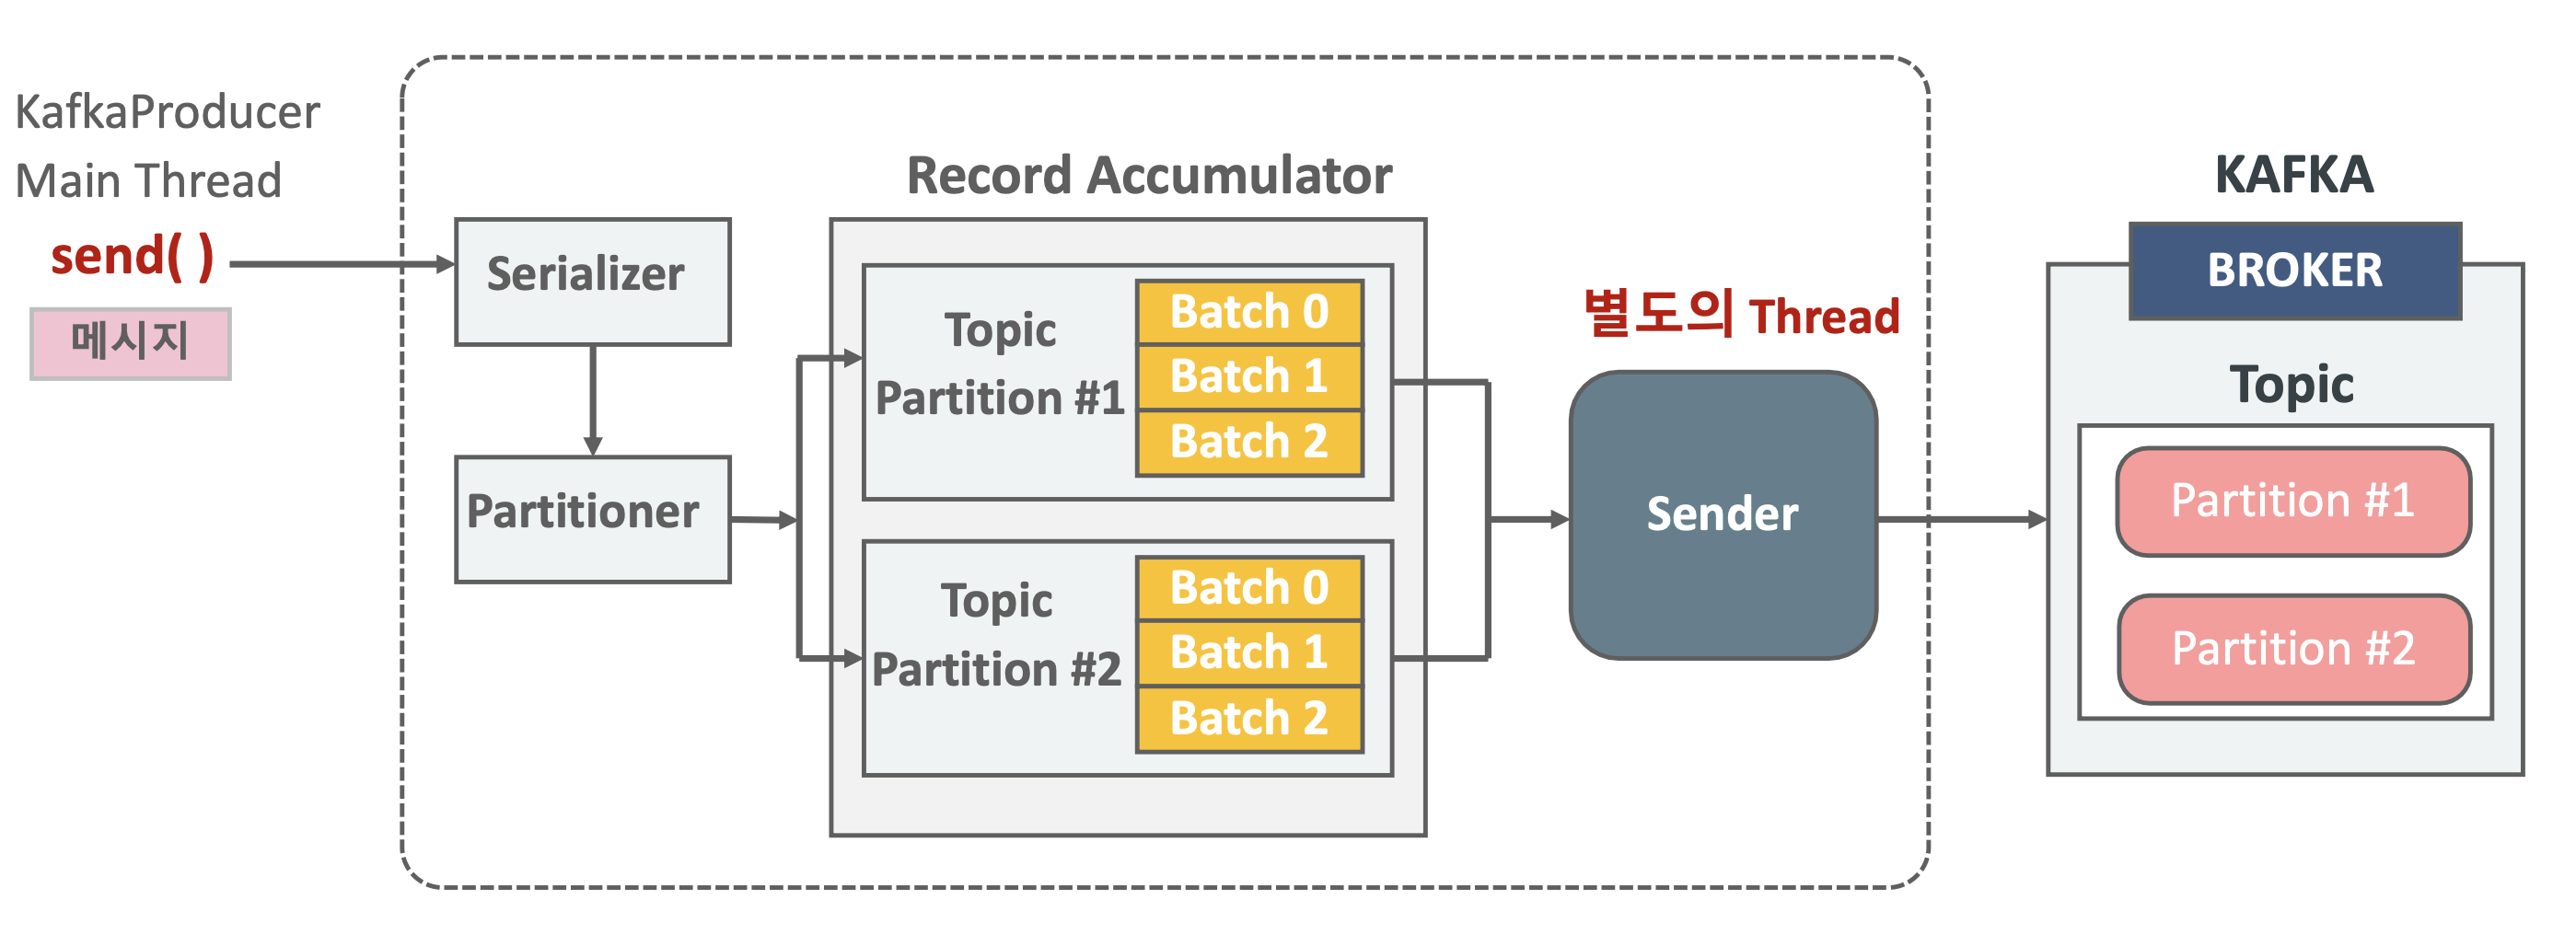 KafkaProducer
Main Thread
send( )
메시지
Serializer
Partitioner
Record Accumulator
Topic
Partition #1
Batch 0
Batch 1
Batch 2
Topic
Partition #2
Batch 0
Batch 1
Batch 2
별도의 Thread
Sender
KAFKA
BROKER
Topic
Partition #1
Partition #2